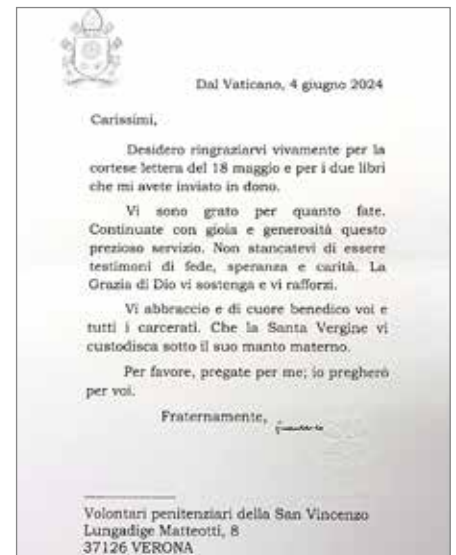 Dal Vaticano, 4 giugno 2024
Carissimi,
Desidero ringraziarvi vivamente per la
cortese lettera del 18 maggio e per i due libri
che mi avete inviato in dono.
Vi sono grato per quanto fate.
Continuate con gioia e generosità questo
prezioso servizio. Non stancatevi di essere
testimoni di fede, speranza e carità. La
Grazia di Dio vi sostenga e vi rafforzi.
Vi abbraccio e di cuore benedico voi e
tutti i carcerati. Che la Santa Vergine vi
custodisca sotto il suo manto materno.
Per favore, pregate per me; io pregherò
per voi.
Fraternamente,
Volontari penitenziari della San Vincenzo
Lungadige Matteotti, 8
37126 VERONA